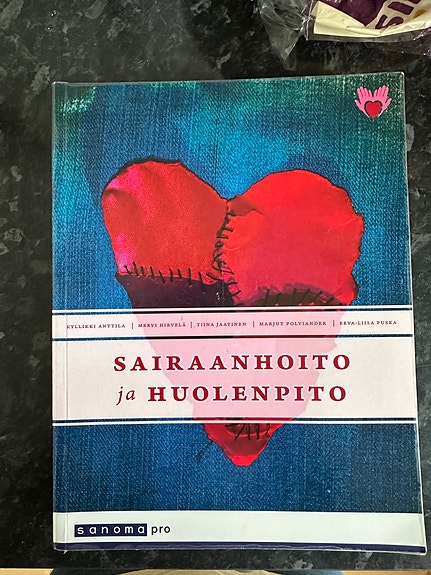 KYLLIKKI ANTTILA | MERVI HIRVELÄ | TIINA JAATINEN | MARJUT POLVIANDER | EEVA-LIISA PUSKA
SAIRAANHOITO
ja HUOLENPITO
sanoma pro